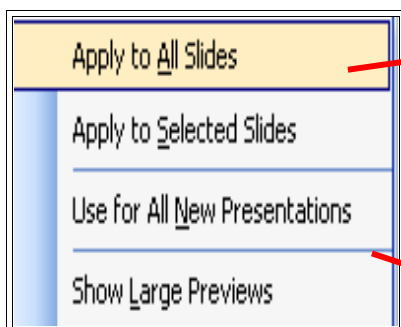 Apply to All Slides
Apply to Selected Slides
Use for All New Presentations
Show Large Previews